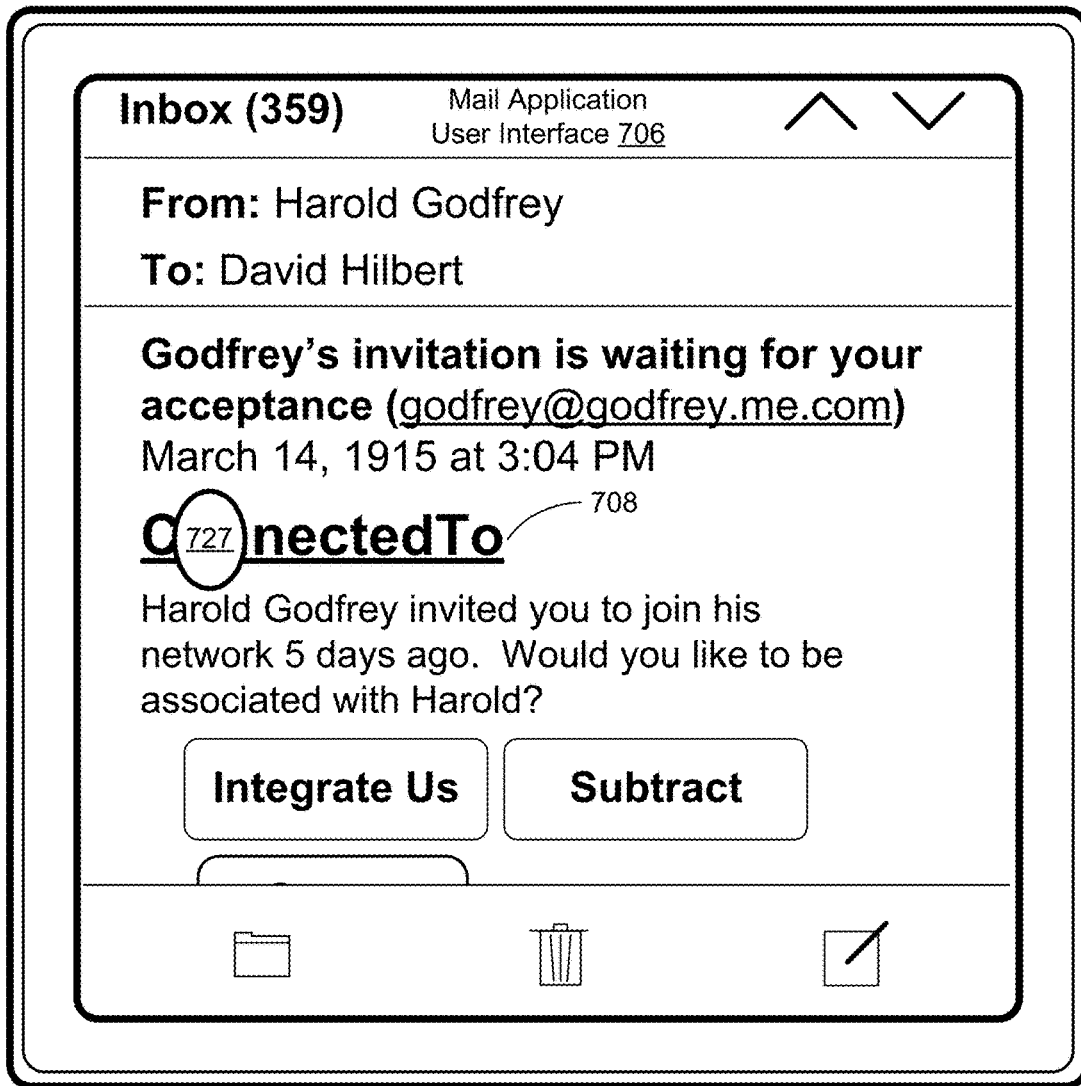 Inbox (359)
Mail Application
User Interface 706
From: Harold Godfrey
To: David Hilbert
Godfrey’s invitation is waiting for your
acceptance (godfrey@godfrey.me.com)
March 14, 1915 at 3:04 PM
708
C727nectedTo
Harold Godfrey invited you to join his
network 5 days ago.  Would you like to be
associated with Harold?
Integrate Us
Subtract